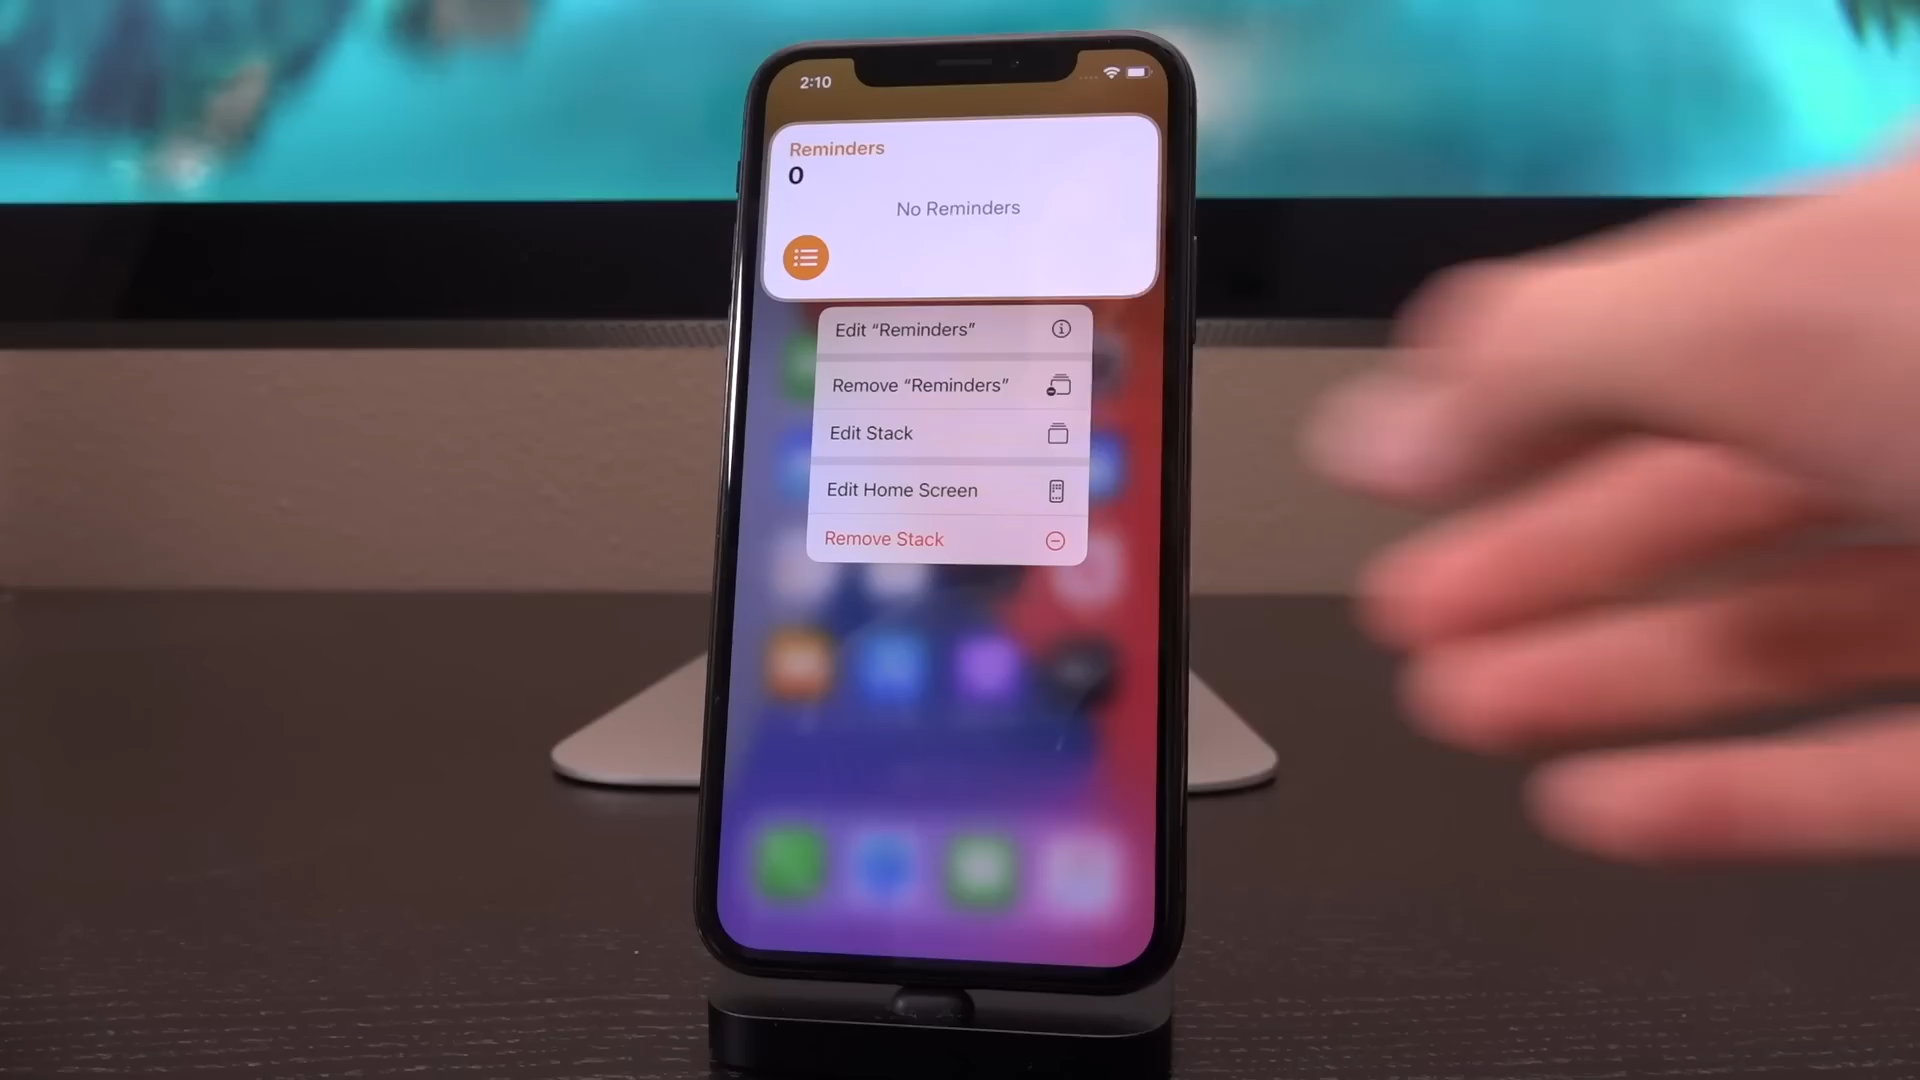 2:10
Reminders
0
No Reminders
Edit “Reminders”
Remove “Reminders”
Edit Stack
Edit Home Screen
Remove Stack